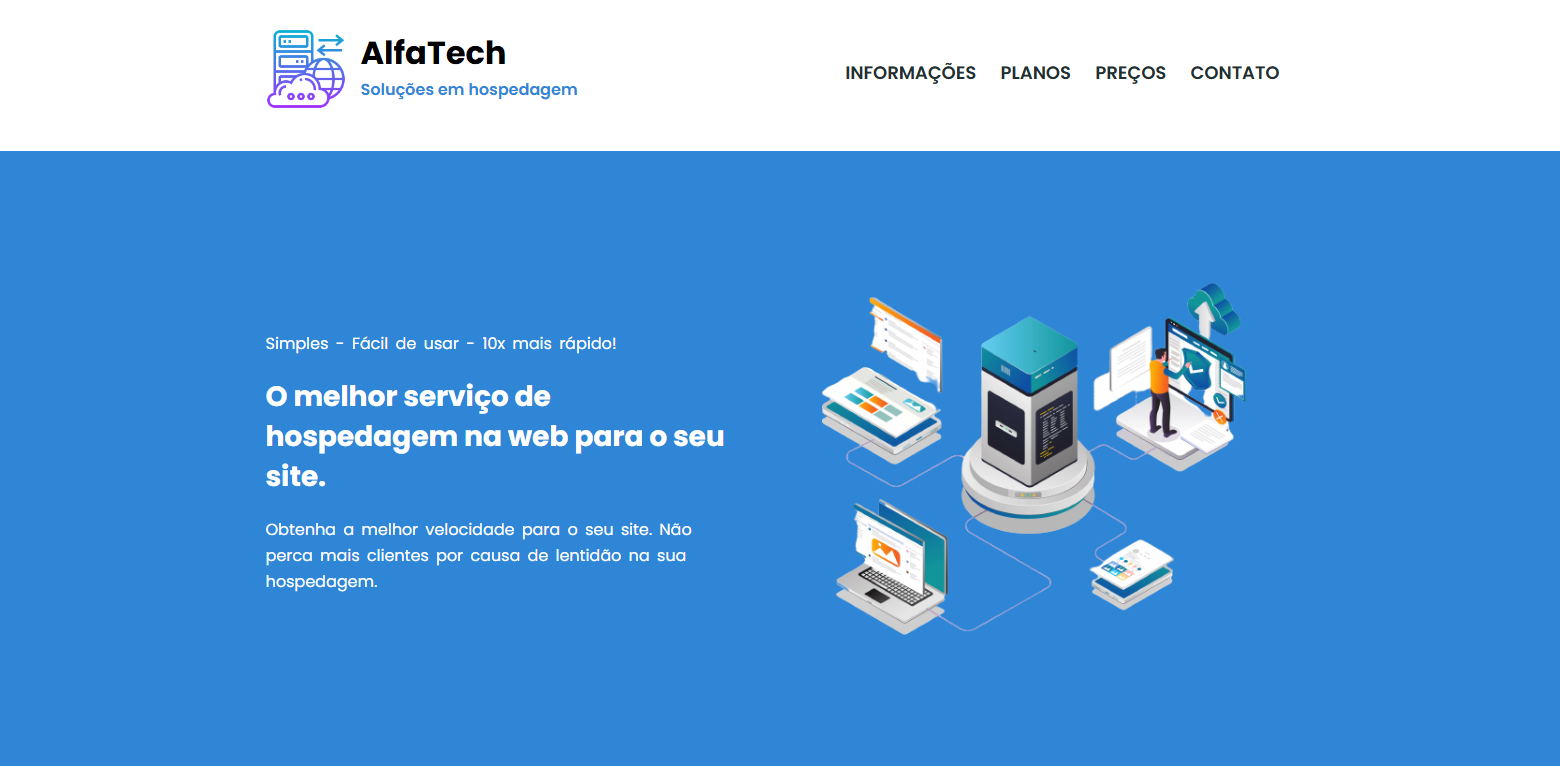 AlfaTech
Soluções em hospedagem
INFORMAÇÕES PLANOS PREÇOS CONTATO
Simples - Fácil de usar - 10x mais rápido!
O melhor serviço de
hospedagem na web para o seu
site.
Obtenha a melhor velocidade para o seu site. Não
perca mais clientes por causa de lentidão na sua
hospedagem.